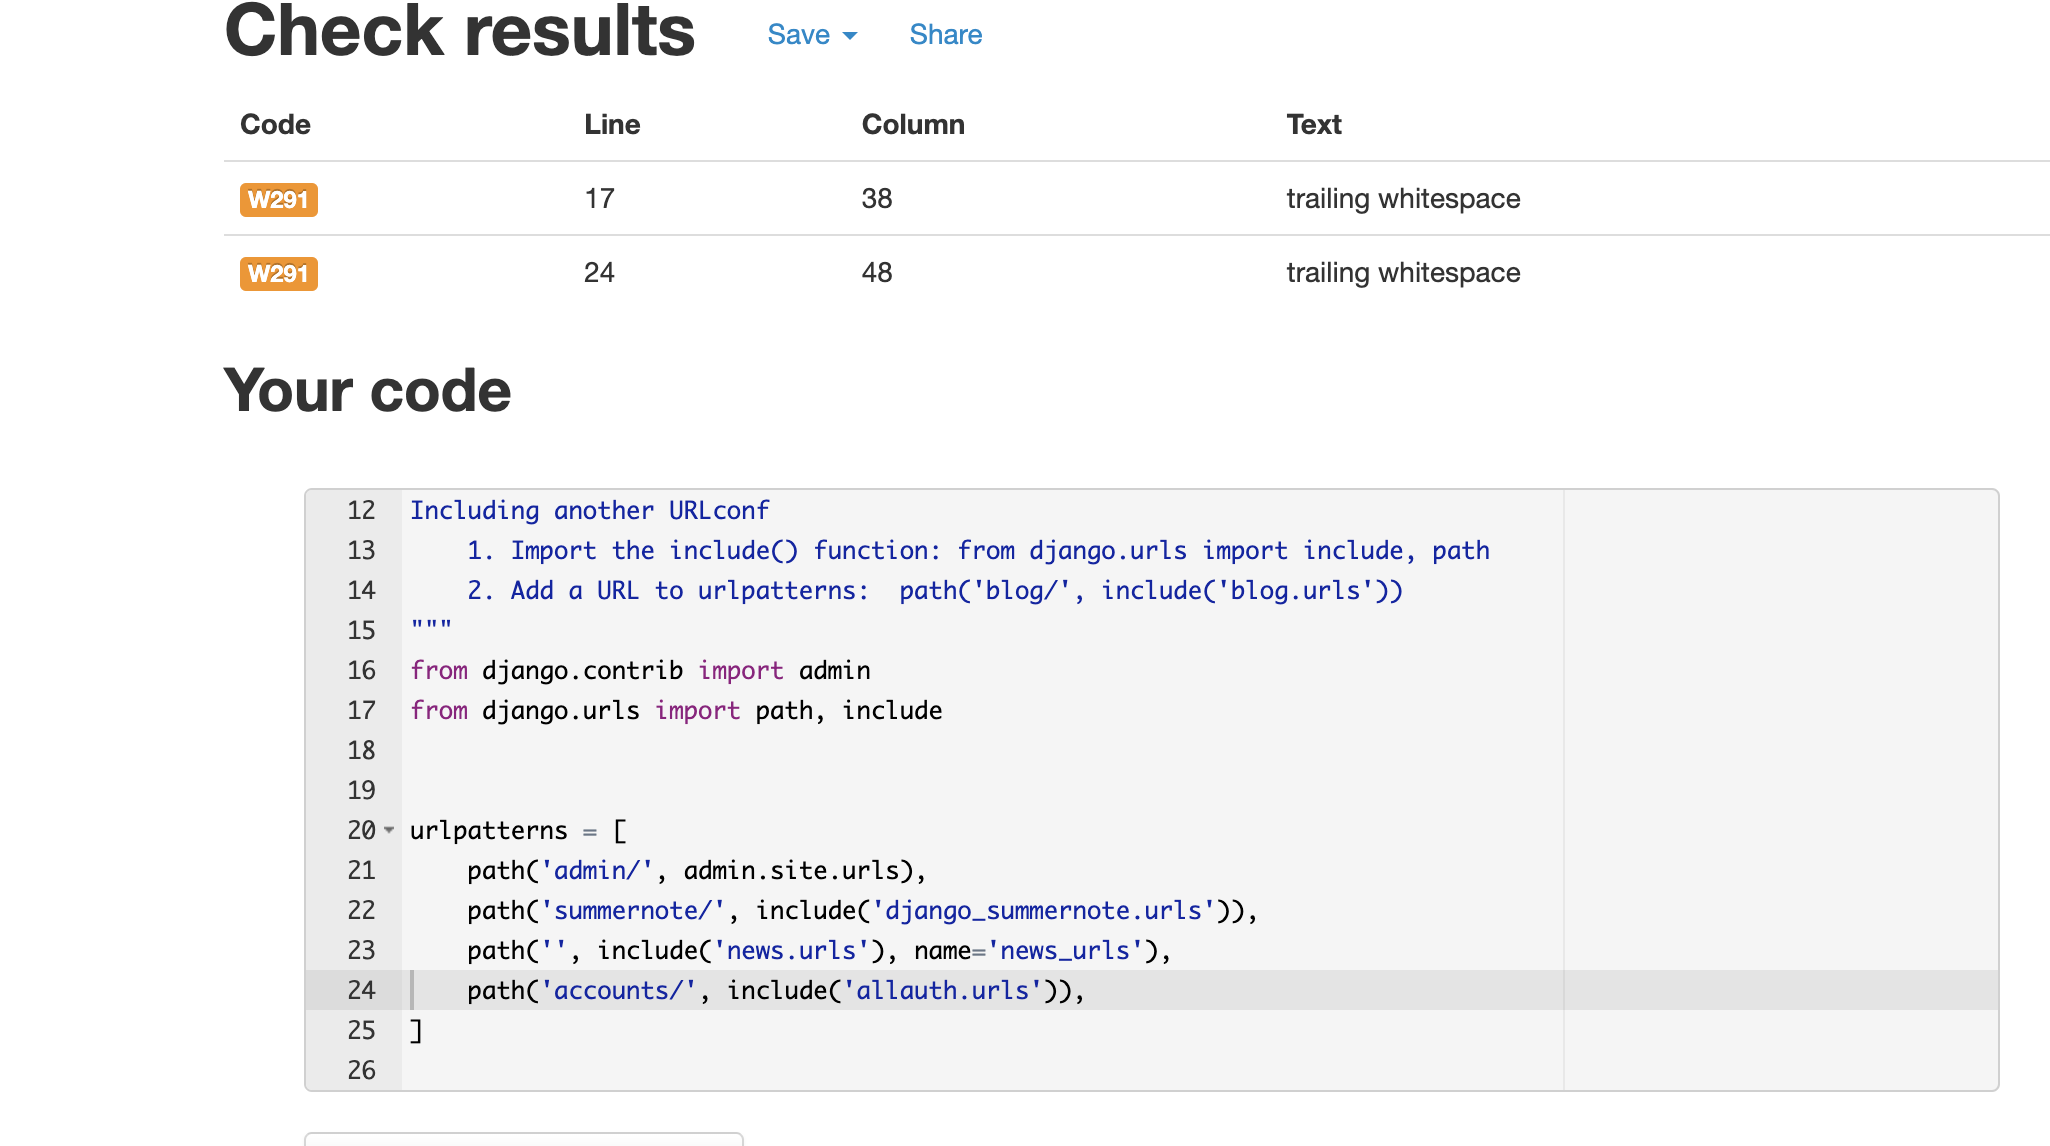 Check results Save Share
Code Line Column Text
W291 17 38 trailing whitespace
W291 24 48 trailing whitespace
Your code
12 Including another URLconf
13     1. Import the include() function: from django.urls import include, path
14     2. Add a URL to urlpatterns:  path('blog/', include('blog.urls'))
15 """
16 from django.contrib import admin
17 from django.urls import path, include
18
19
20 urlpatterns = [
21     path('admin/', admin.site.urls),
22     path('summernote/', include('django_summernote.urls')),
23     path('', include('news.urls'), name='news_urls'),
24     path('accounts/', include('allauth.urls')),
25 ]
26